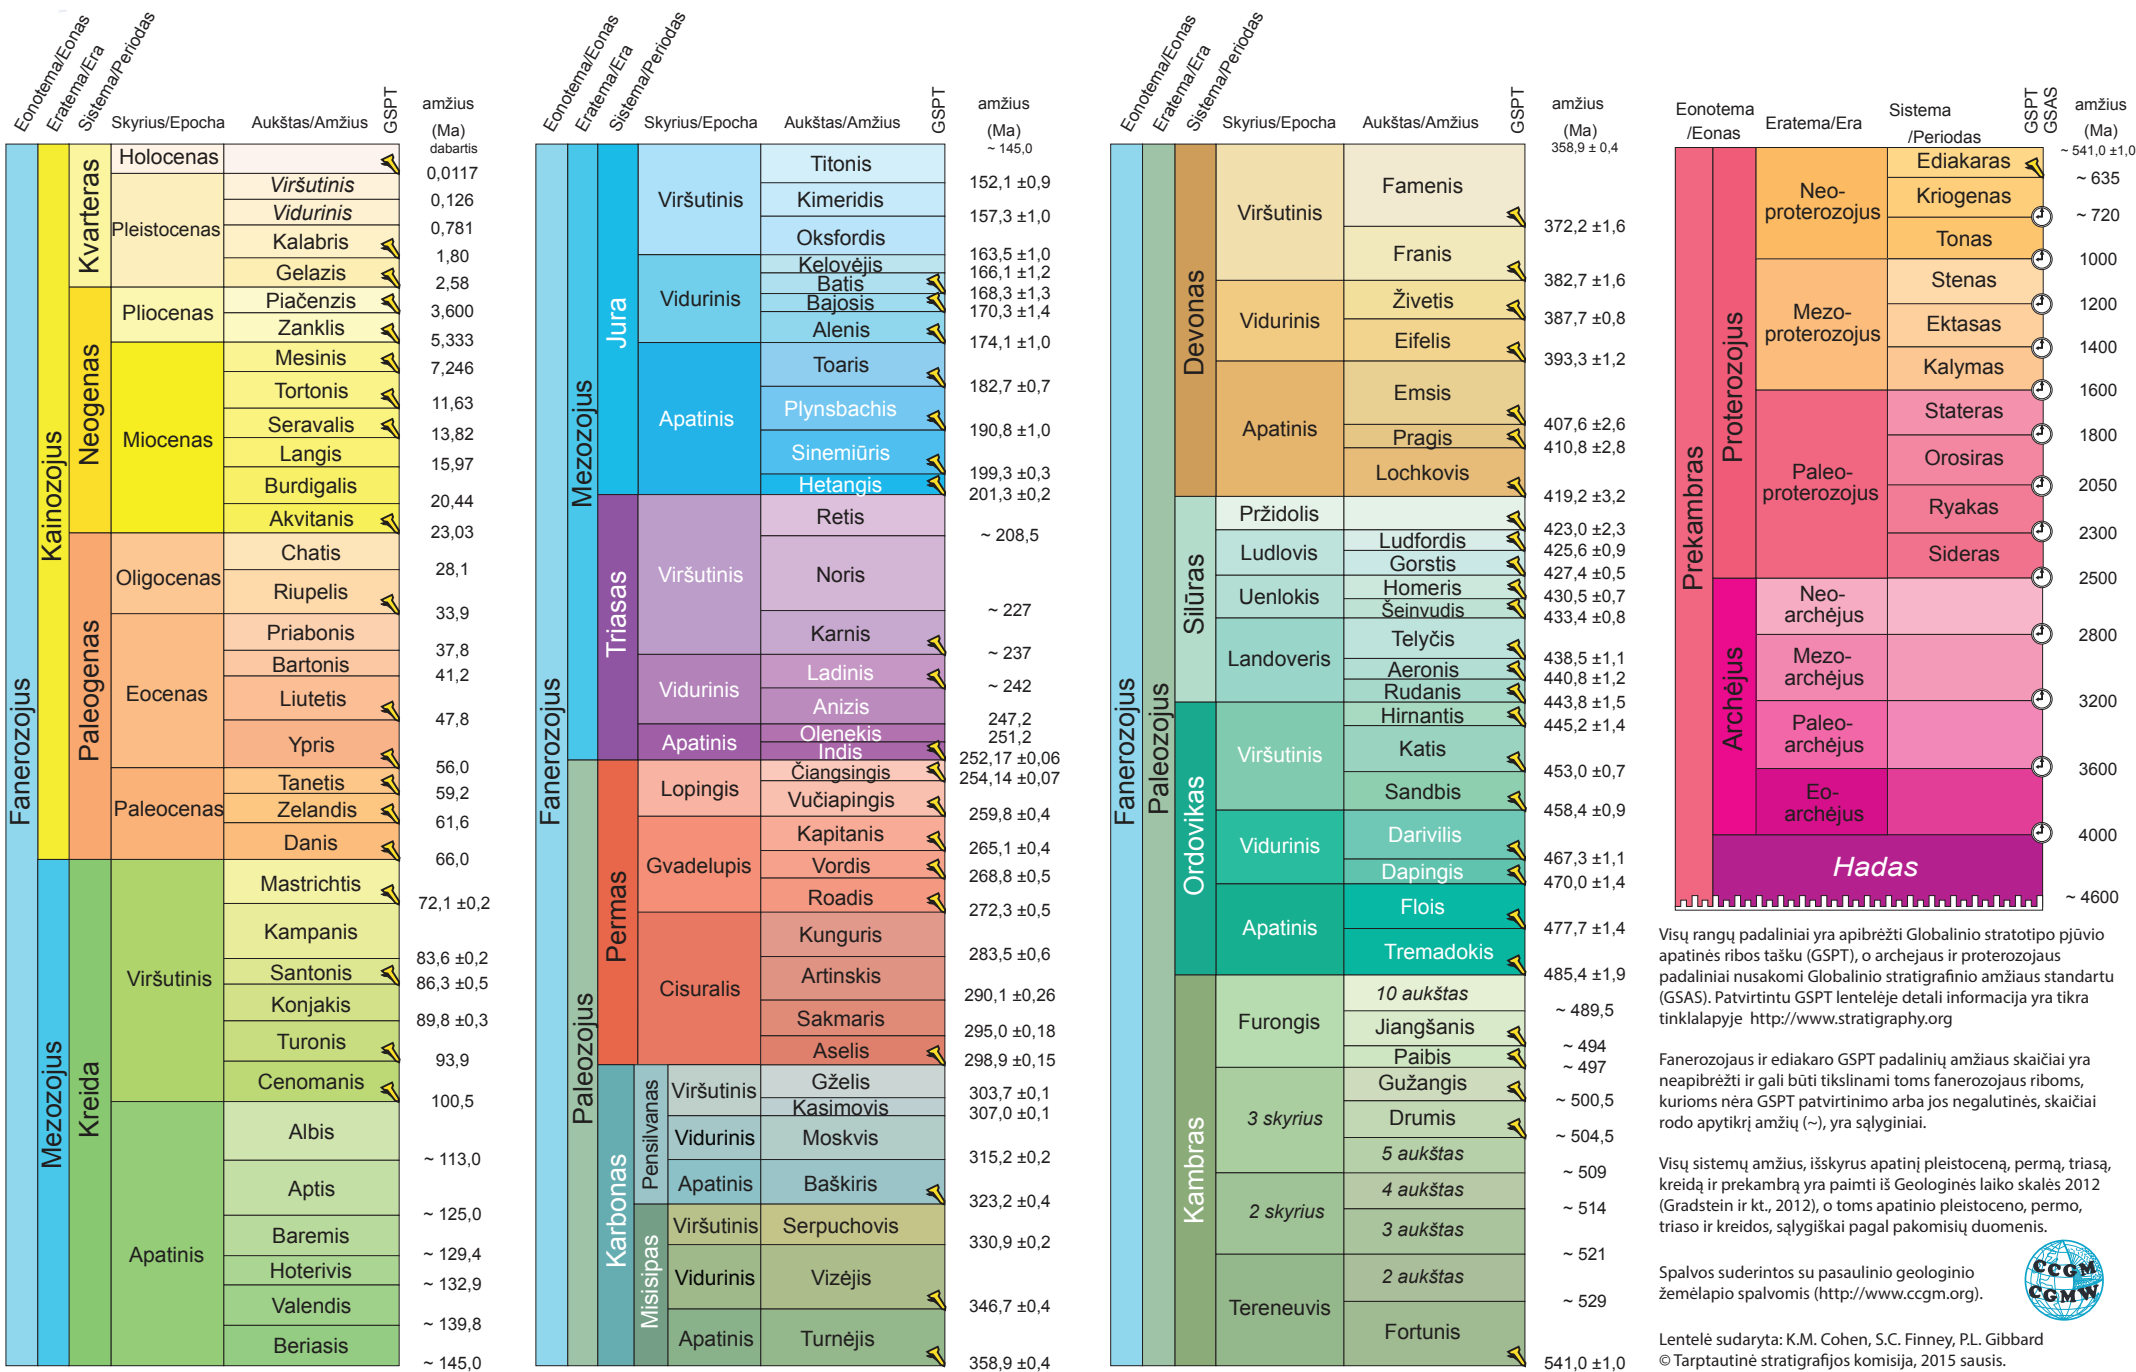 Eonotema/Eonas
Eratema/Era
Sistema/Periodas
Skyrius/Epocha
Aukštas/Amžius
GSPT
amžius
(Ma)
dabartis
Fanerozojus
Kainozojus
Kvarteras
Holocenas
0,0117
Pleistocenas
Viršutinis
0,126
Vidurinis
0,781
Kalabris
1,80
Gelazis
2,58
Neogenas
Pliocenas
Piačenzis
3,600
Zanklis
5,333
Miocenas
Mesinis
7,246
Tortonis
11,63
Seravalis
13,82
Langis
15,97
Burdigalis
20,44
Akvitanis
23,03
Paleogenas
Oligocenas
Chatis
28,1
Riupelis
33,9
Eocenas
Priabonis
37,8
Bartonis
41,2
Liutetis
47,8
Ypris
56,0
Paleocenas
Tanetis
59,2
Zelandis
61,6
Danis
66,0
Mezozojus
Kreida
Viršutinis
Mastrichtis
72,1 ±0,2
Kampanis
83,6 ±0,2
Santonis
86,3 ±0,5
Konjakis
89,8 ±0,3
Turonis
93,9
Cenomanis
100,5
Apatinis
Albis
~ 113,0
Aptis
~ 125,0
Baremis
~ 129,4
Hoterivis
~ 132,9
Valendis
~ 139,8
Beriasis
~ 145,0
Eonotema/Eonas
Eratema/Era
Sistema/Periodas
Skyrius/Epocha
Aukštas/Amžius
GSPT
amžius
(Ma)
~ 145,0
Fanerozojus
Mezozojus
Jura
Viršutinis
Titonis
152,1 ±0,9
Kimeridis
157,3 ±1,0
Oksfordis
163,5 ±1,0
Vidurinis
Kelovėjis
166,1 ±1,2
Batis
168,3 ±1,3
Bajosis
170,3 ±1,4
Alenis
174,1 ±1,0
Apatinis
Toaris
182,7 ±0,7
Plynsbachis
190,8 ±1,0
Sinemiūris
199,3 ±0,3
Hetangis
201,3 ±0,2
Triasas
Viršutinis
Retis
~ 208,5
Noris
~ 227
Karnis
~ 237
Vidurinis
Ladinis
~ 242
Anizis
247,2
Apatinis
Olenekis
251,2
Indis
252,17 ±0,06
Paleozojus
Permas
Lopingis
Čiangsingis
254,14 ±0,07
Vučiapingis
259,8 ±0,4
Gvadelupis
Kapitanis
265,1 ±0,4
Vordis
268,8 ±0,5
Roadis
272,3 ±0,5
Cisuralis
Kunguris
283,5 ±0,6
Artinskis
290,1 ±0,26
Sakmaris
295,0 ±0,18
Aselis
298,9 ±0,15
Karbonas
Pensilvanas
Viršutinis
Gželis
303,7 ±0,1
Kasimovis
307,0 ±0,1
Vidurinis
Moskvis
315,2 ±0,2
Apatinis
Baškiris
323,2 ±0,4
Misisipas
Viršutinis
Serpuchovis
330,9 ±0,2
Vidurinis
Vizėjis
346,7 ±0,4
Apatinis
Turnėjis
358,9 ±0,4
Eonotema/Eonas
Eratema/Era
Sistema/Periodas
Skyrius/Epocha
Aukštas/Amžius
GSPT
amžius
(Ma)
358,9 ± 0,4
Fanerozojus
Paleozojus
Devonas
Viršutinis
Famenis
372,2 ±1,6
Franis
382,7 ±1,6
Vidurinis
Živetis
387,7 ±0,8
Eifelis
393,3 ±1,2
Apatinis
Emsis
407,6 ±2,6
Pragis
410,8 ±2,8
Lochkovis
419,2 ±3,2
Silūras
Pržidolis
423,0 ±2,3
Ludlovis
Ludfordis
425,6 ±0,9
Gorstis
427,4 ±0,5
Uenlokis
Homeris
430,5 ±0,7
Šeinvudis
433,4 ±0,8
Landoveris
Telyčis
438,5 ±1,1
Aeronis
440,8 ±1,2
Rudanis
443,8 ±1,5
Ordovikas
Viršutinis
Hirnantis
445,2 ±1,4
Katis
453,0 ±0,7
Sandbis
458,4 ±0,9
Vidurinis
Darivilis
467,3 ±1,1
Dapingis
470,0 ±1,4
Apatinis
Flois
477,7 ±1,4
Tremadokis
485,4 ±1,9
Kambras
Furongis
10 aukštas
~ 489,5
Jiangšanis
~ 494
Paibis
~ 497
3 skyrius
Gužangis
~ 500,5
Drumis
~ 504,5
5 aukštas
~ 509
2 skyrius
4 aukštas
~ 514
3 aukštas
~ 521
Tereneuvis
2 aukštas
~ 529
Fortunis
541,0 ±1,0
Eonotema
/Eonas
Eratema/Era
Sistema
/Periodas
GSPT
GSAS
amžius
(Ma)
~ 541,0 ±1,0
Prekambras
Proterozojus
Neo-
proterozojus
Ediakaras
~ 635
Kriogenas
~ 720
Tonas
1000
Mezo-
proterozojus
Stenas
1200
Ektasas
1400
Kalymas
1600
Paleo-
proterozojus
Stateras
1800
Orosiras
2050
Ryakas
2300
Sideras
2500
Archėjus
Neo-
archėjus
2800
Mezo-
archėjus
3200
Paleo-
archėjus
3600
Eo-
archėjus
4000
Hadas
~ 4600
Visų rangų padaliniai yra apibrėžti Globalinio stratotipo pjūvio
apatinės ribos tašku (GSPT), o archejaus ir proterozojaus
padaliniai nusakomi Globalinio stratigrafinio amžiaus standartu
(GSAS). Patvirtintu GSPT lentelėje detali informacija yra tikra
tinklalapyje http://www.stratigraphy.org
Fanerozojaus ir ediakaro GSPT padalinių amžiaus skaičiai yra
neapibrėžti ir gali būti tikslinami toms fanerozojaus riboms,
kurioms nėra GSPT patvirtinimo arba jos negalutinės, skaičiai
rodo apytikrį amžių (~), yra sąlyginiai.
Visų sistemų amžius, išskyrus apatinį pleistoceną, permą, triasą,
kreidą ir prekambrą yra paimti iš Geologinės laiko skalės 2012
(Gradstein ir kt., 2012), o toms apatinio pleistoceno, permo,
triaso ir kreidos, sąlygiškai pagal pakomisių duomenis.
Spalvos suderintos su pasaulinio geologinio
žemėlapio spalvomis (http://www.ccgm.org).
CCGM
CGMW
Lentelė sudaryta: K.M. Cohen, S.C. Finney, P.L. Gibbard
© Tarptautinė stratigrafijos komisija, 2015 sausis.